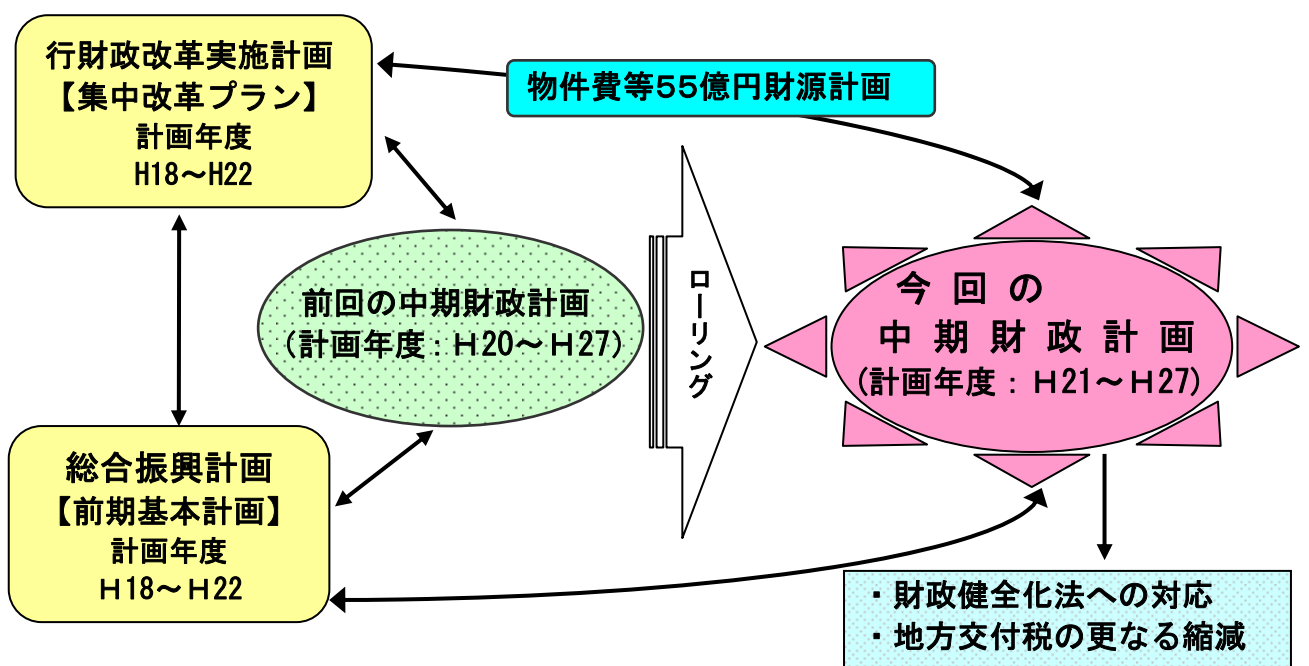 行財政改革実施計画
【集中改革プラン】
計画年度
H18～H22
物件費等５５億円財源計画
前回の中期財政計画
（計画年度：Ｈ20～Ｈ27）
ローリング
今回の
中期財政計画
(計画年度：Ｈ21～Ｈ27)
総合振興計画
【前期基本計画】
計画年度
Ｈ18～Ｈ22
・財政健全化法への対応
・地方交付税の更なる縮減